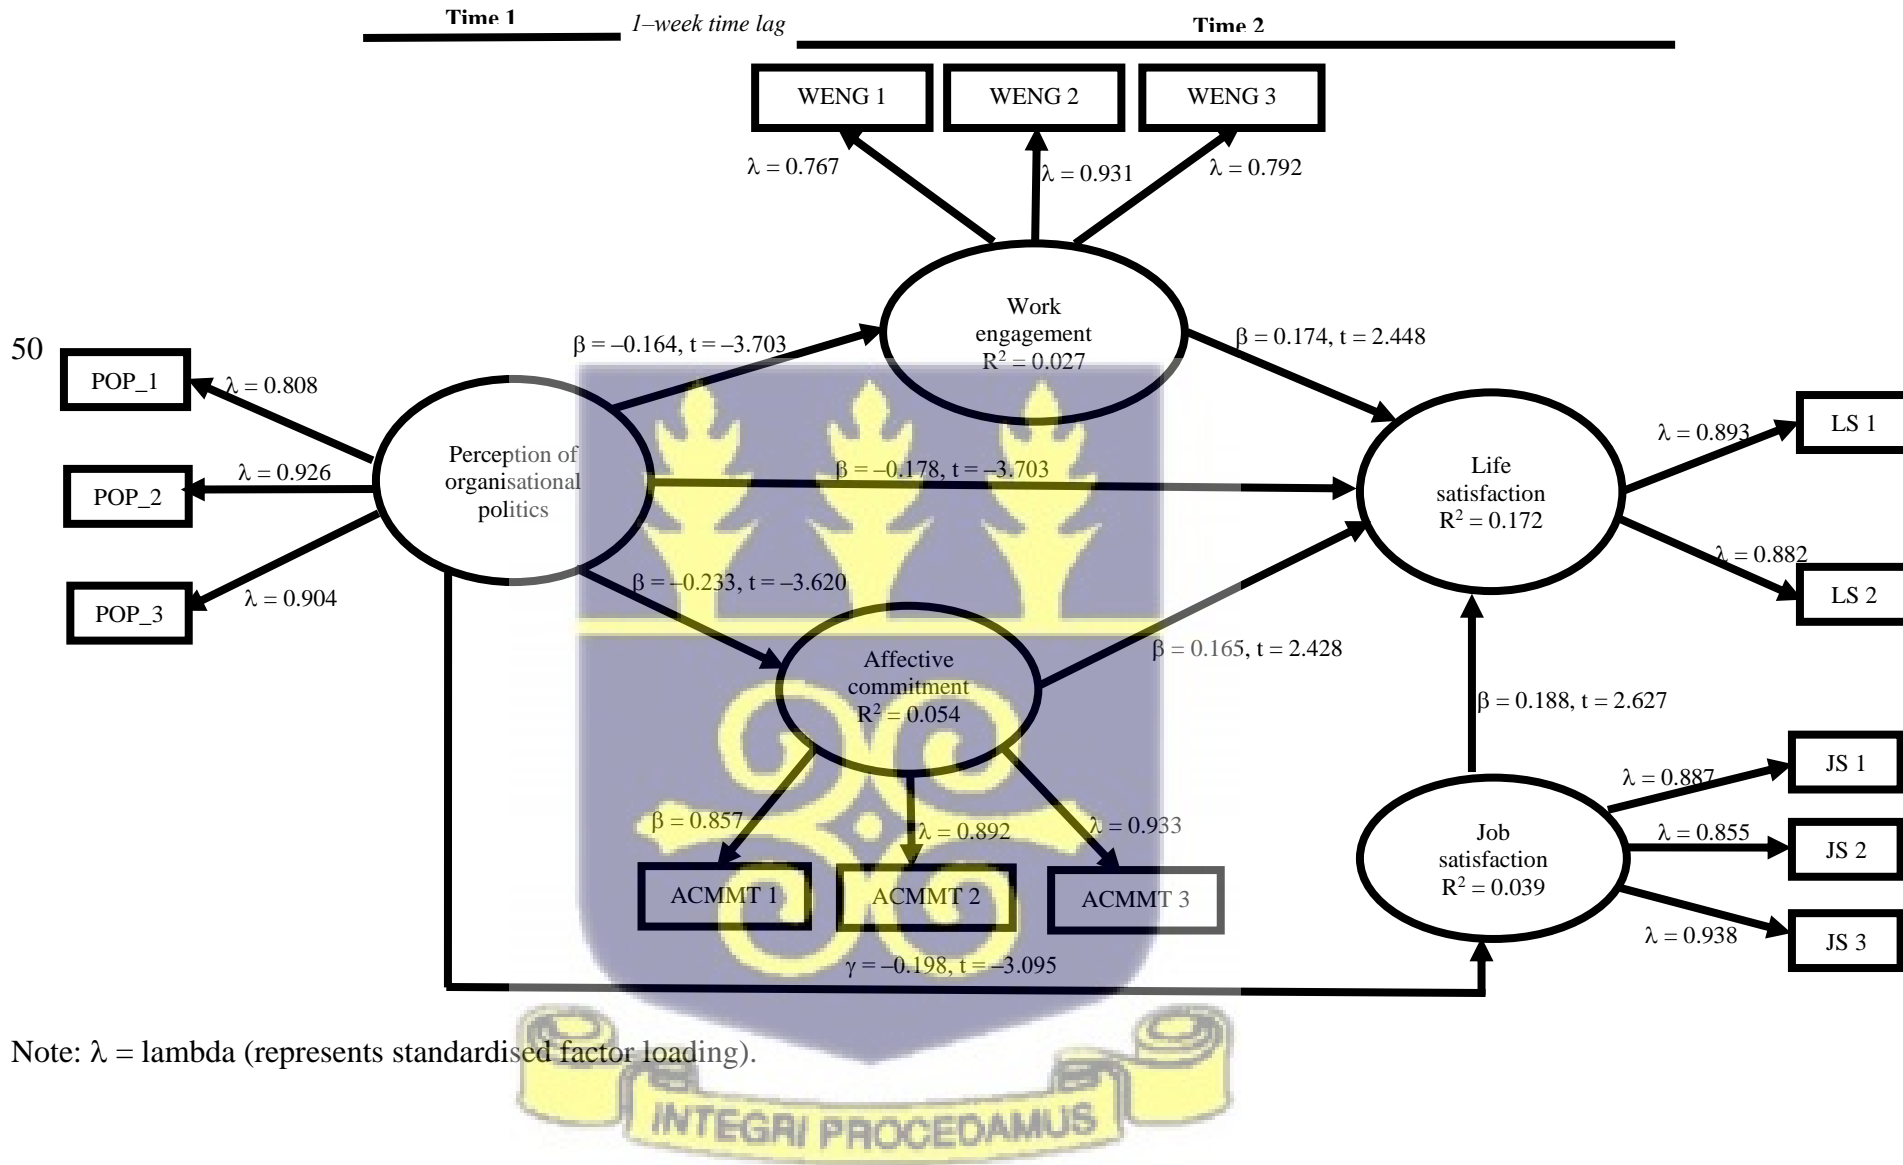 Time 1
1–week time lag
Time 2
WENG 1
WENG 2
WENG 3
λ = 0.767
λ = 0.931
λ = 0.792
Work
engagement
R² = 0.027
50
β = –0.164, t = –3.703
β = 0.174, t = 2.448
POP_1
λ = 0.808
POP_2
λ = 0.926
POP_3
λ = 0.904
Perception of
organisational
politics
β = –0.178, t = –3.703
Life
satisfaction
R² = 0.172
λ = 0.893
LS 1
λ = 0.882
LS 2
β = –0.233, t = –3.620
Affective
commitment
R² = 0.054
β = 0.165, t = 2.428
β = 0.188, t = 2.627
β = 0.857
λ = 0.892
λ = 0.933
ACMMT 1
ACMMT 2
ACMMT 3
Job
satisfaction
R² = 0.039
λ = 0.887
JS 1
λ = 0.855
JS 2
λ = 0.938
JS 3
γ = –0.198, t = –3.095
Note: λ = lambda (represents standardised factor loading).
INTEGRI PROCEDAMUS